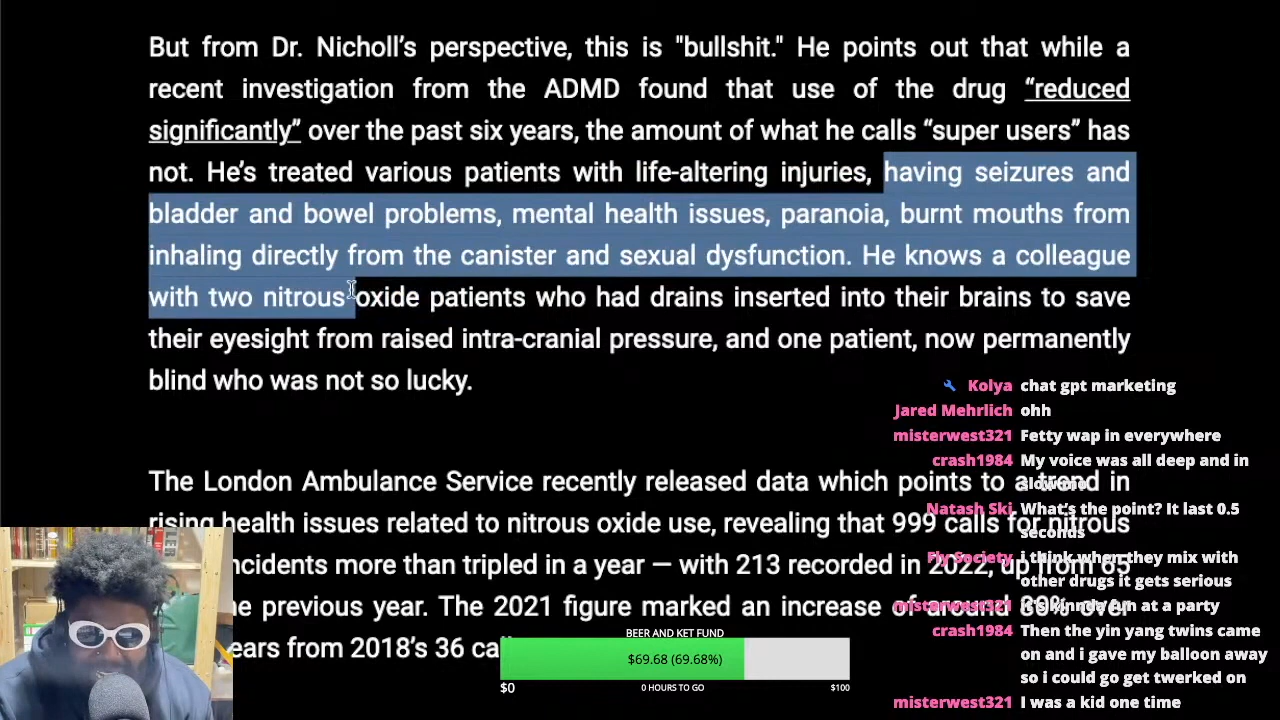 But from Dr. Nicholl’s perspective, this is "bullshit." He points out that while a
recent investigation from the ADMD found that use of the drug “reduced
significantly” over the past six years, the amount of what he calls “super users” has
not. He’s treated various patients with life-altering injuries, having seizures and
bladder and bowel problems, mental health issues, paranoia, burnt mouths from
inhaling directly from the canister and sexual dysfunction. He knows a colleague
with two nitrous oxide patients who had drains inserted into their brains to save
their eyesight from raised intra-cranial pressure, and one patient, now permanently
blind who was not so lucky.
The London Ambulance Service recently released data which points to a trend in
rising health issues related to nitrous oxide use, revealing that 999 calls for nitrous
incidents more than tripled in a year — with 213 recorded in 2022, up from 65
previous year. The 2021 figure marked an increase of around 80% over
from 2018’s 36
Kolya chat gpt marketing
Jared Mehrlich ohh
misterwest321 Fetty wap in everywhere
crash1984 My voice was all deep and in
slowmo
Natash Ski What’s the point? It last 0.5
seconds
Fly Society i think when they mix with
other drugs it gets serious
misterwest321 It's kinnda fun at a party
crash1984 Then the yin yang twins came
on and i gave my balloon away
so i could go get twerked on
misterwest321 I was a kid one time
BEER AND KET FUND
$69.68 (69.68%)
$0 0 HOURS TO GO $100